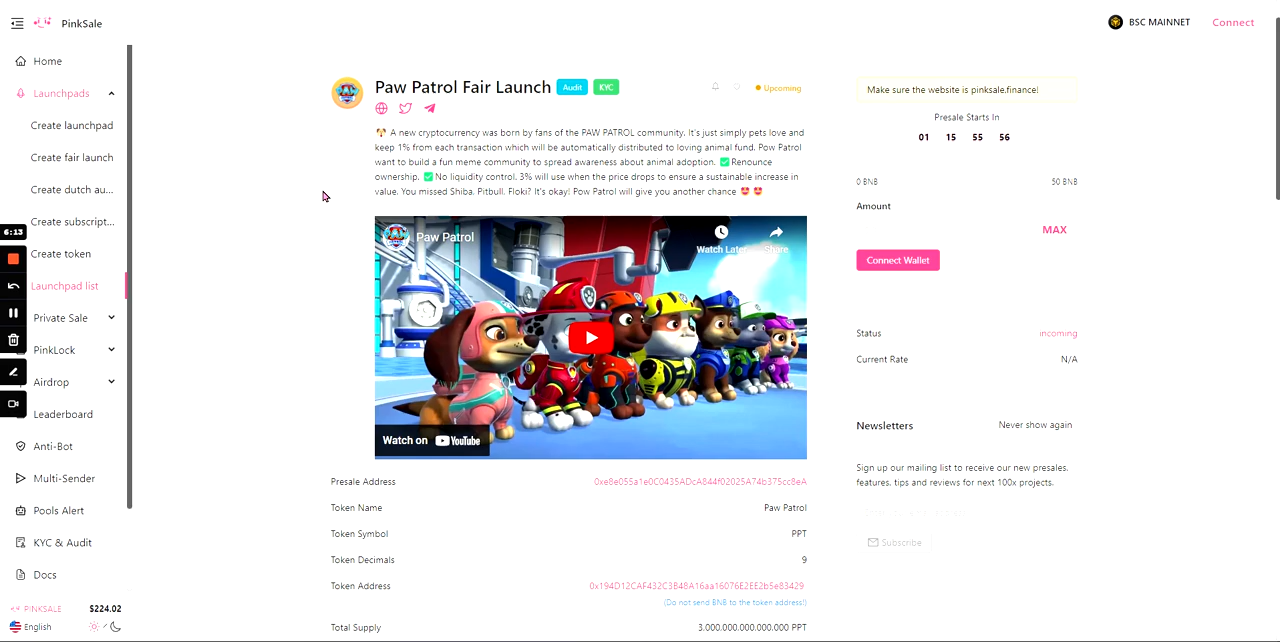 PinkSale
BSC MAINNET
Connect
Home
Launchpads
Create launchpad
Create fair launch
Create dutch au...
Create subscript...
6:13
Create token
Launchpad list
Private Sale
PinkLock
Airdrop
Leaderboard
Anti-Bot
Multi-Sender
Pools Alert
KYC & Audit
Docs
PINKSALE $224.02
English
Paw Patrol Fair Launch Audit KYC
Upcoming
A new cryptocurrency was born by fans of the PAW PATROL community. It's just simply pets love and
keep 1% from each transaction which will be automatically distributed to loving animal fund. Pow Patrol
want to build a fun meme community to spread awareness about animal adoption. ✅Renounce
ownership. ✅No liquidity control. 3% will use when the price drops to ensure a sustainable increase in
value. You missed Shiba. Pitbull. Floki? It's okay! Pow Patrol will give you another chance 😍 😍
Paw Patrol
Watch Later
Share
Watch on YouTube
Presale Address 0xe8e055a1e0C0435ADcA844f02025A74b375cc8eA
Token Name Paw Patrol
Token Symbol PPT
Token Decimals 9
Token Address 0x194D12CAF432C3B48A16aa16076E2EE2b5e83429
(Do not send BNB to the token address!)
Total Supply 3.000.000.000.000.000 PPT
Make sure the website is pinksale.finance!
Presale Starts In
01 15 55 56
0 BNB 50 BNB
Amount
MAX
Connect Wallet
Status incoming
Current Rate N/A
Newsletters Never show again
Sign up our mailing list to receive our new presales,
features, tips and reviews for next 100x projects.
Subscribe